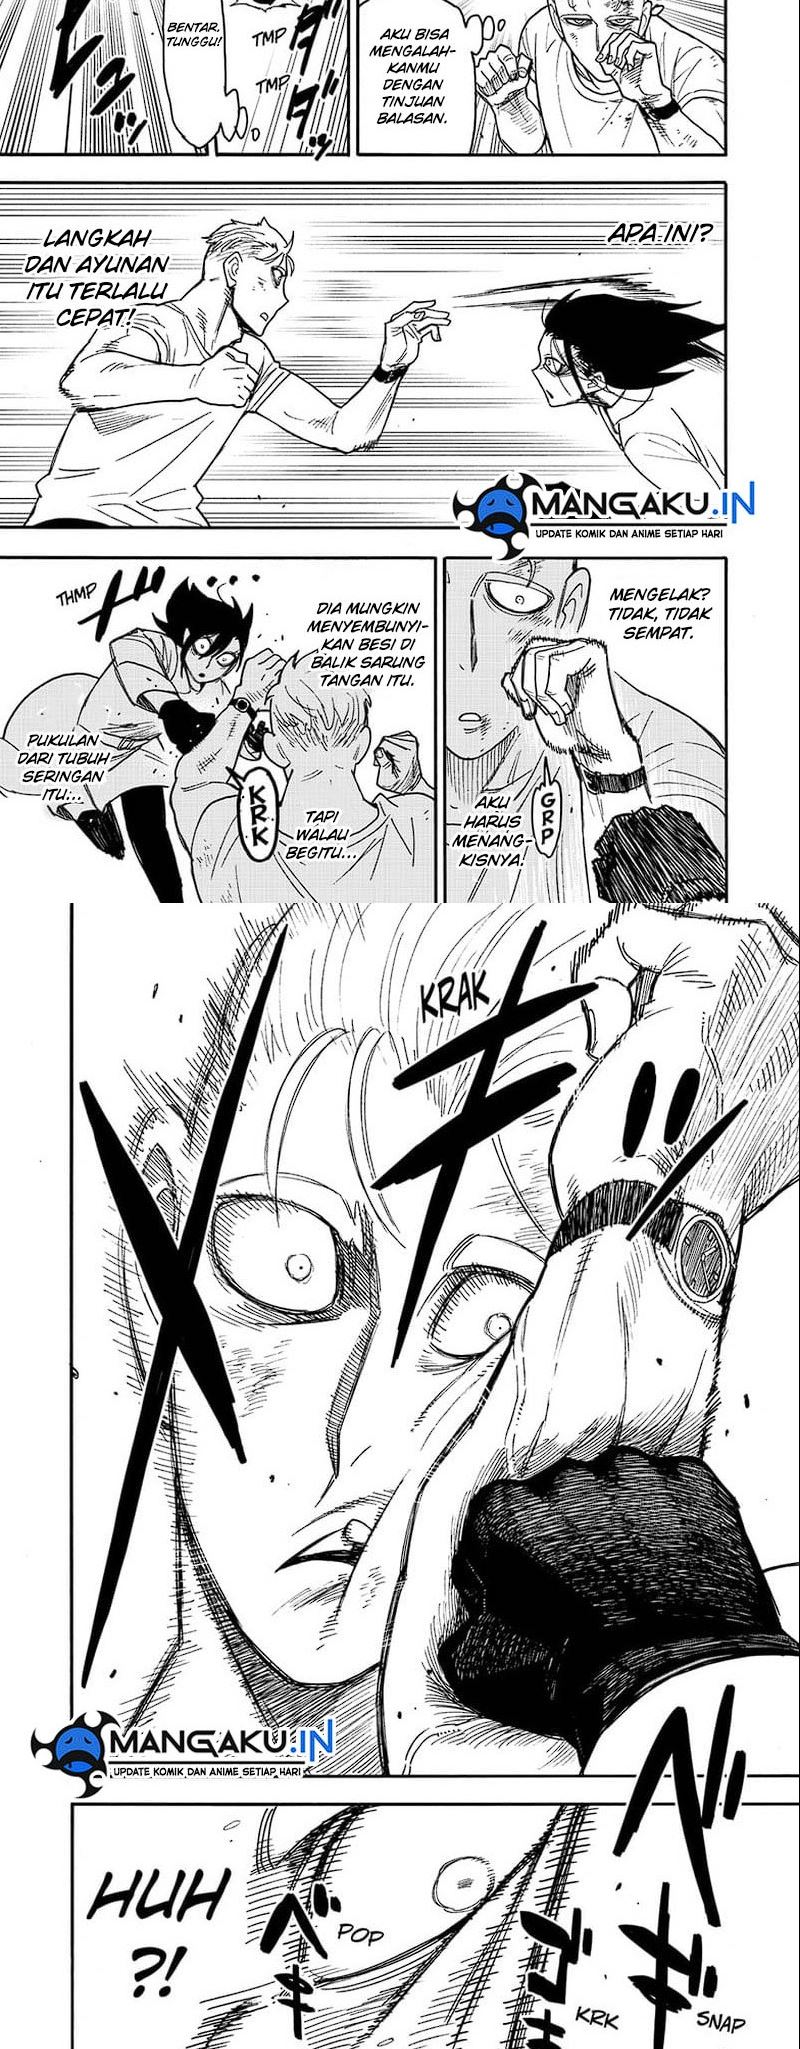 AKU BISA
MENGALAH-
KANMU
DENGAN
TINJUAN
BALASAN.
TMP
TMP
BENTAR,
TUNGGU!
APA INI?
LANGKAH
DAN AYUNAN
ITU TERLALU
CEPAT!
MANGAKU.IN
UPDATE KOMIK DAN ANIME SETIAP HARI
MENGELAK?
TIDAK, TIDAK
SEMPAT.
GRP
AKU
HARUS
MENANG-
KISNYA!
THMP
DIA MUNGKIN
MENYEMBUNYI-
KAN BESI DI
BALIK SARUNG
TANGAN ITU.
PUKULAN
DARI TUBUH
SERINGAN
ITU...
KRK
TAPI
WALAU
BEGITU...
KRAK
MANGAKU.IN
UPDATE KOMIK DAN ANIME SETIAP HARI
HUH
?!
POP
KRK
SNAP